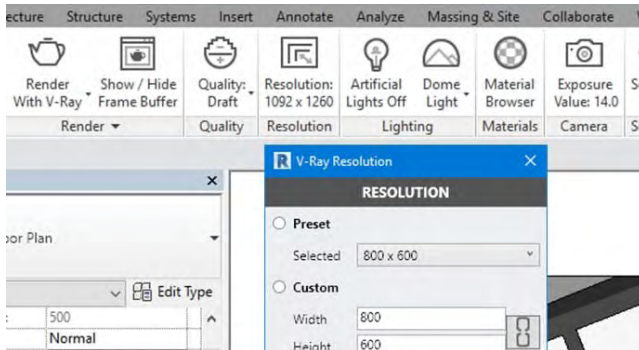 ecture Structure Systems Insert Annotate Analyze Massing & Site Collaborate
Render With V-Ray
Show / Hide Frame Buffer
Quality: Draft
Resolution: 1092 x 1260
Artificial Lights Off
Dome Light
Material Browser
Exposure Value: 14.0
Render Quality Resolution Lighting Materials Camera
V-Ray Resolution
RESOLUTION
Preset
oor Plan
Selected 800 x 600
Custom
Edit Type
Width 800
500
Normal
Height 600